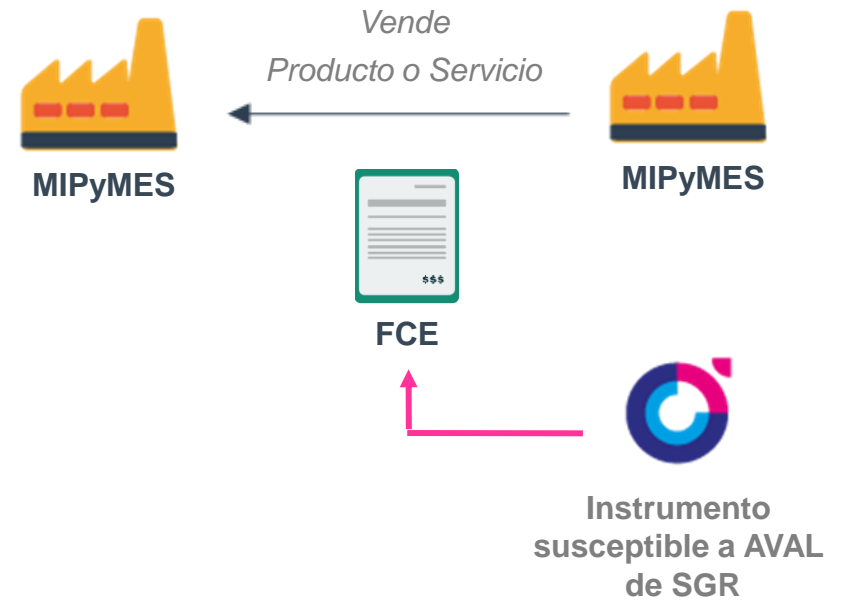 Vende
Producto o Servicio
MIPyMES
MIPyMES
$$$
FCE
Instrumento
susceptible a AVAL
de SGR